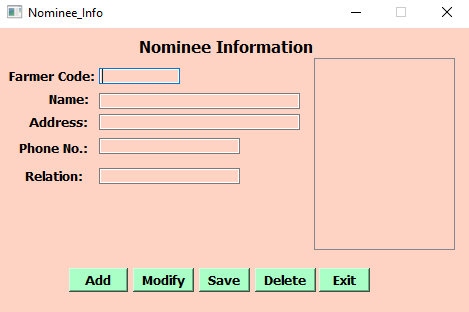 Nominee_Info
Nominee Information
Farmer Code:
Name:
Address:
Phone No.:
Relation:
Add Modify Save Delete Exit